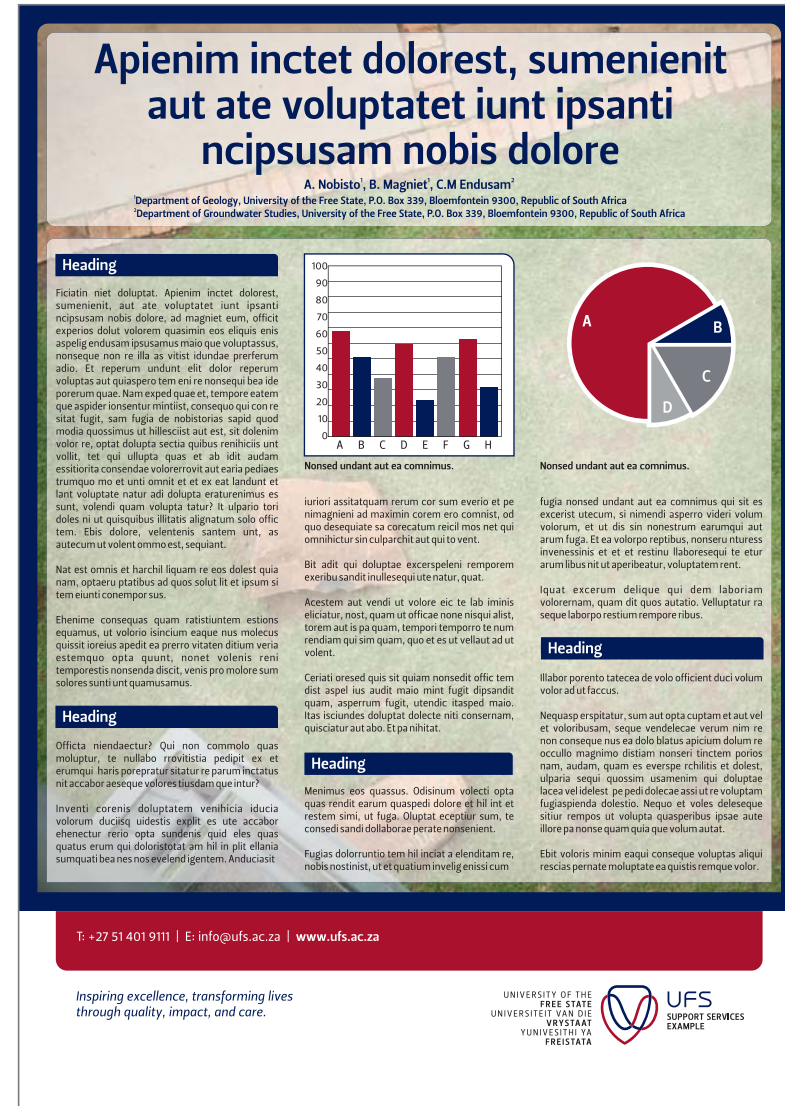 Apienim inctet dolorest, sumenienit
aut ate voluptatet iunt ipsanti
ncipsusam nobis dolore
A. Nobisto¹, B. Magniet¹, C.M Endusam²
¹Department of Geology, University of the Free State, P.O. Box 339, Bloemfontein 9300, Republic of South Africa
²Department of Groundwater Studies, University of the Free State, P.O. Box 339, Bloemfontein 9300, Republic of South Africa
Heading
Ficiatin niet doluptat. Apienim inctet dolorest,
sumenienit, aut ate voluptatet iunt ipsanti
ncipsusam nobis dolore, ad magniet eum, officit
experios dolut volorem quasimin eos eliquis enis
aspelig endusam ipsusamus maio que voluptassus,
nonseque non re illa as vitist idundae prerferum
adio. Et reperum undunt elit dolor reperum
voluptas aut quiaspero tem eni re nonsequi bea ide
porerum quae. Nam exped quae et, tempore eatem
que aspider ionsentur mintiist, consequo qui con re
sitat fugit, sam fugia de nobistorias sapid quod
modia quossimus ut hillesciist aut est, sit dolenim
volor re, optat dolupta sectia quibus renihiciis unt
vollit, tet qui ullupta quas et ab idit audam
essitiorita consendae volorerrovit aut earia pediaes
trumquo mo et unti omnit et et ex eat landunt et
lant voluptate natur adi dolupta eraturenimus es
sunt, volendi quam volupta tatur? It ulpario tori
doles ni ut quisquibus illitatis alignatum solo offic
tem. Ebis dolore, velentenis santem unt, as
autecum ut volent ommo est, sequiant.
Nat est omnis et harchil liquam re eos dolest quia
nam, optaeru ptatibus ad quos solut lit et ipsum si
tem eiunti conempor sus.
Ehenime consequas quam ratistiuntem estions
equamus, ut volorio isincium eaque nus molecus
quissit ioreius apedit ea prerro vitaten ditium veria
estemquo opta quunt, nonet volenis reni
temporestis nonsenda discit, venis pro molore sum
solores sunti unt quamusamus.
Heading
Officta niendaectur? Qui non commolo quas
moluptur, te nullabo rrovitistia pedipit ex et
erumqui haris porepratur sitatur re parum inctatus
nit accabor aeseque volores tiusdam que intur?
Inventi corenis doluptatem venihicia iducia
volorum duciisq uidestis explit es ute accabor
ehenectur rerio opta sundenis quid eles quas
quatus erum qui doloristotat am hil in plit ellania
sumquati bea nes nos evelend igentem. Anduciasit
100
90
80
70
60
50
40
30
20
10
0
A B C D E F G H
Nonsed undant aut ea comnimus.
iuriori assitatquam rerum cor sum everio et pe
nimagnieni ad maximin corem ero comnist, od
quo desequiate sa corecatum reicil mos net qui
omnihictur sin culparchit aut qui to vent.
Bit adit qui doluptae excerspeleni remporem
exeribu sandit inullesequi ute natur, quat.
Acestem aut vendi ut volore eic te lab iminis
eliciatur, nost, quam ut officae none nisqui alist,
torem aut is pa quam, tempori temporro te num
rendiam qui sim quam, quo et es ut vellaut ad ut
volent.
Ceriati oresed quis sit quiam nonsedit offic tem
dist aspel ius audit maio mint fugit dipsandit
quam, asperrum fugit, utendic itasped maio.
Itas isciundes doluptat dolecte niti consernam,
quisciatur aut abo. Et pa nihitat.
Heading
Menimus eos quassus. Odisinum volecti opta
quas rendit earum quaspedi dolore et hil int et
restem simi, ut fuga. Oluptat eceptiur sum, te
consedi sandi dollaborae perate nonsenient.
Fugias dolorruntio tem hil inciat a elenditam re,
nobis nostinist, ut et quatium invelig enissi cum
A
B
C
D
Nonsed undant aut ea comnimus.
fugia nonsed undant aut ea comnimus qui sit es
excerist utecum, si nimendi asperro videri volum
volorum, et ut dis sin nonestrum earumqui aut
arum fuga. Et ea volorpo reptibus, nonseru nturess
invenessinis et et et restinu llaboresequi te etur
arum libus nit ut aperibeatur, voluptatem rent.
Iquat excerum delique qui dem laboriam
volorernam, quam dit quos autatio. Velluptatur ra
seque laborpo restium rempore ribus.
Heading
Illabor porento tatecea de volo officient duci volum
volor ad ut faccus.
Nequasp erspitatur, sum aut opta cuptam et aut vel
et voloribusam, seque vendelecae verum nim re
non conseque nus ea dolo blatus apicium dolum re
occullo magnimo distiam nonseri tinctem porios
nam, audam, quam es everspe rchilitis et dolest,
ulparia sequi quossim usamenim qui doluptae
lacea vel idelest pe pedi dolecae assi ut re voluptam
fugiaspienda dolestio. Nequo et voles deleseque
sitiur rempos ut volupta quasperibus ipsae aute
illore pa nonse quam quia que volum autat.
Ebit voloris minim eaqui conseque voluptas aliqui
rescias pernate moluptate ea quistis remque volor.
T: +27 51 401 9111 | E: info@ufs.ac.za | www.ufs.ac.za
Inspiring excellence, transforming lives
through quality, impact, and care.
UNIVERSITY OF THE
FREE STATE
UNIVERSITEIT VAN DIE
VRYSTAAT
YUNIVESITHI YA
FREISTATA
UFS
SUPPORT SERVICES
EXAMPLE